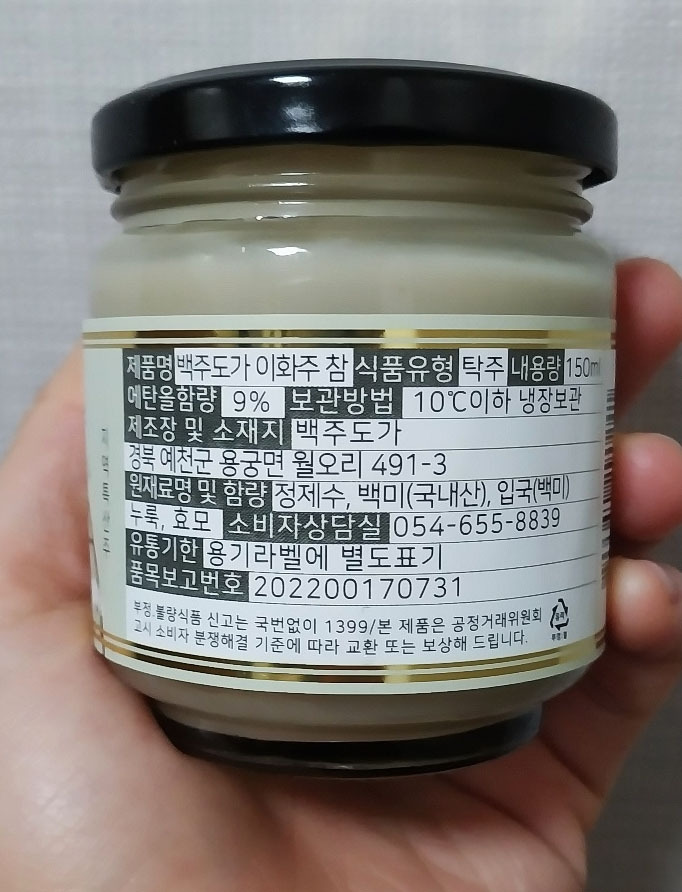 제품명 백주도가 이화주 참 식품유형 탁주 내용량 150ml
에탄올함량 9% 보관방법 10℃이하 냉장보관
제조장 및 소재지 백주도가
경북 예천군 용궁면 월오리 491-3
원재료명 및 함량 정제수, 백미(국내산), 입국(백미)
누룩, 효모 소비자상담실 054-655-8839
유통기한 용기라벨에 별도표기
품목보고번호 202200170731
부정.불량식품 신고는 국번없이 1399/본 제품은 공정거래위원회
고시 소비자 분쟁해결 기준에 따라 교환 또는 보상해 드립니다.
지역특산주